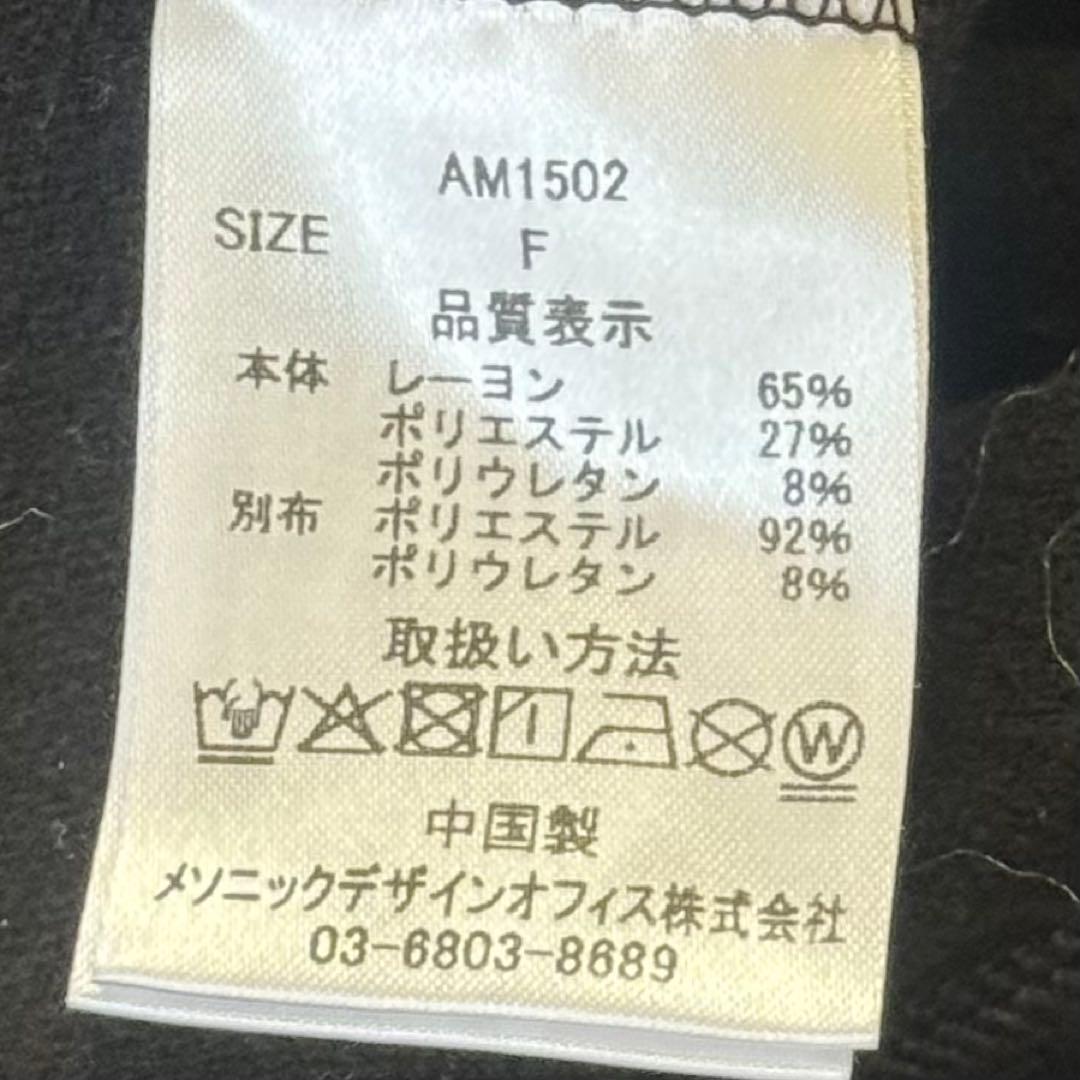 AM1502
SIZE F
品質表示
本体 レーヨン 65%
ポリエステル 27%
ポリウレタン 8%
別布 ポリエステル 92%
ポリウレタン 8%
取扱い方法
W
中国製
メソニックデザインオフィス株式会社
03-6803-8689